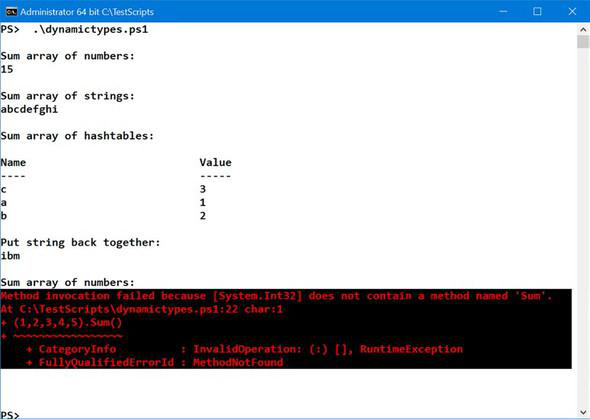 Administrator 64 bit C:\TestScripts
PS>  .\dynamictypes.ps1
Sum array of numbers:
15
Sum array of strings:
abcdefghi
Sum array of hashtables:
Name                           Value
----                           -----
c                              3
a                              1
b                              2
Put string back together:
ibm
Sum array of numbers:
Method invocation failed because [System.Int32] does not contain a method named 'Sum'.
At C:\TestScripts\dynamictypes.ps1:22 char:1
+ (1,2,3,4,5).Sum()
+ ~~~~~~~~~~~~~~~~~
    + CategoryInfo          : InvalidOperation: (:) [], RuntimeException
    + FullyQualifiedErrorId : MethodNotFound
PS>